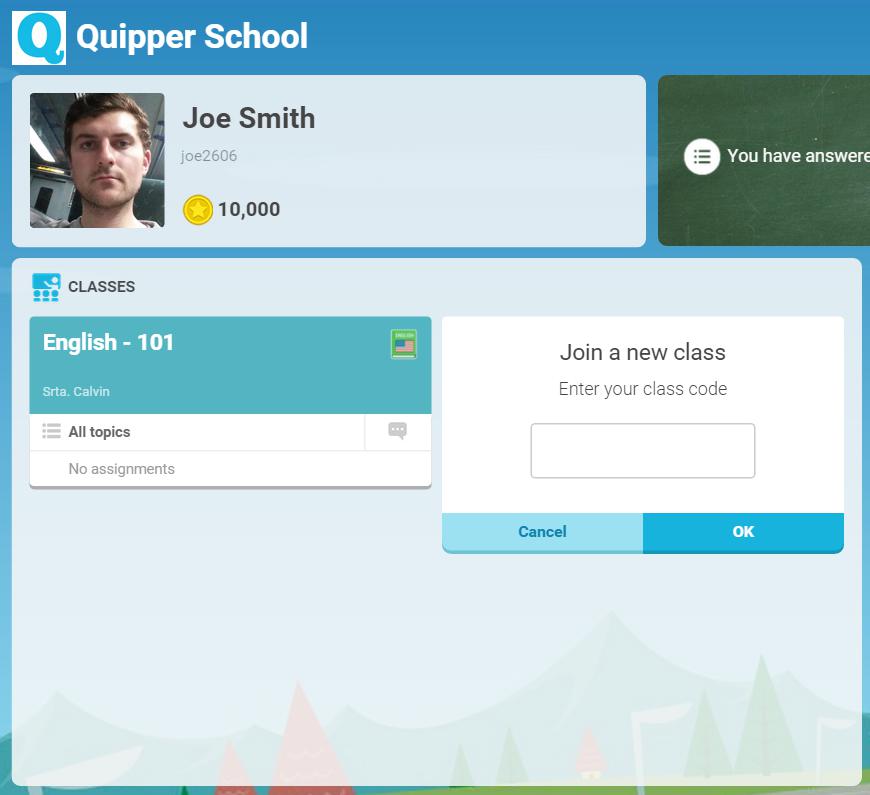 Q Quipper School
Joe Smith
joe2606
10,000
You have answere
CLASSES
English - 101
ENGLISH
Srta. Calvin
All topics
No assignments
Join a new class
Enter your class code
Cancel
OK